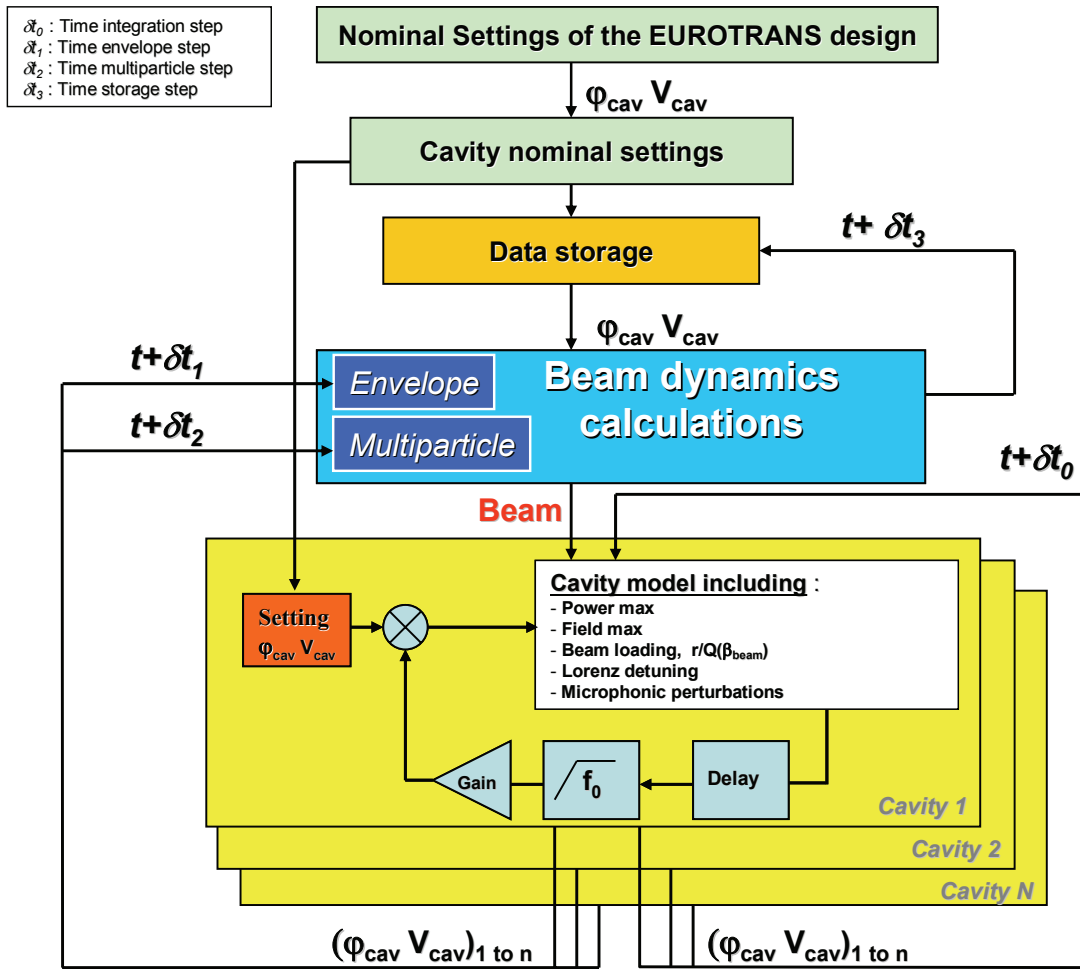 δt₀ : Time integration step
δt₁ : Time envelope step
δt₂ : Time multiparticle step
δt₃ : Time storage step
Nominal Settings of the EUROTRANS design
φcav Vcav
Cavity nominal settings
Data storage
t+ δt₃
φcav Vcav
t+δt₁
Envelope
Beam dynamics
calculations
t+δt₂
Multiparticle
t+δt₀
Beam
Cavity model including :
- Power max
- Field max
- Beam loading, r/Q(βbeam)
- Lorenz detuning
- Microphonic perturbations
Setting
φcav Vcav
Gain
f₀
Delay
Cavity 1
Cavity 2
Cavity N
(φcav Vcav)1 to n
(φcav Vcav)1 to n